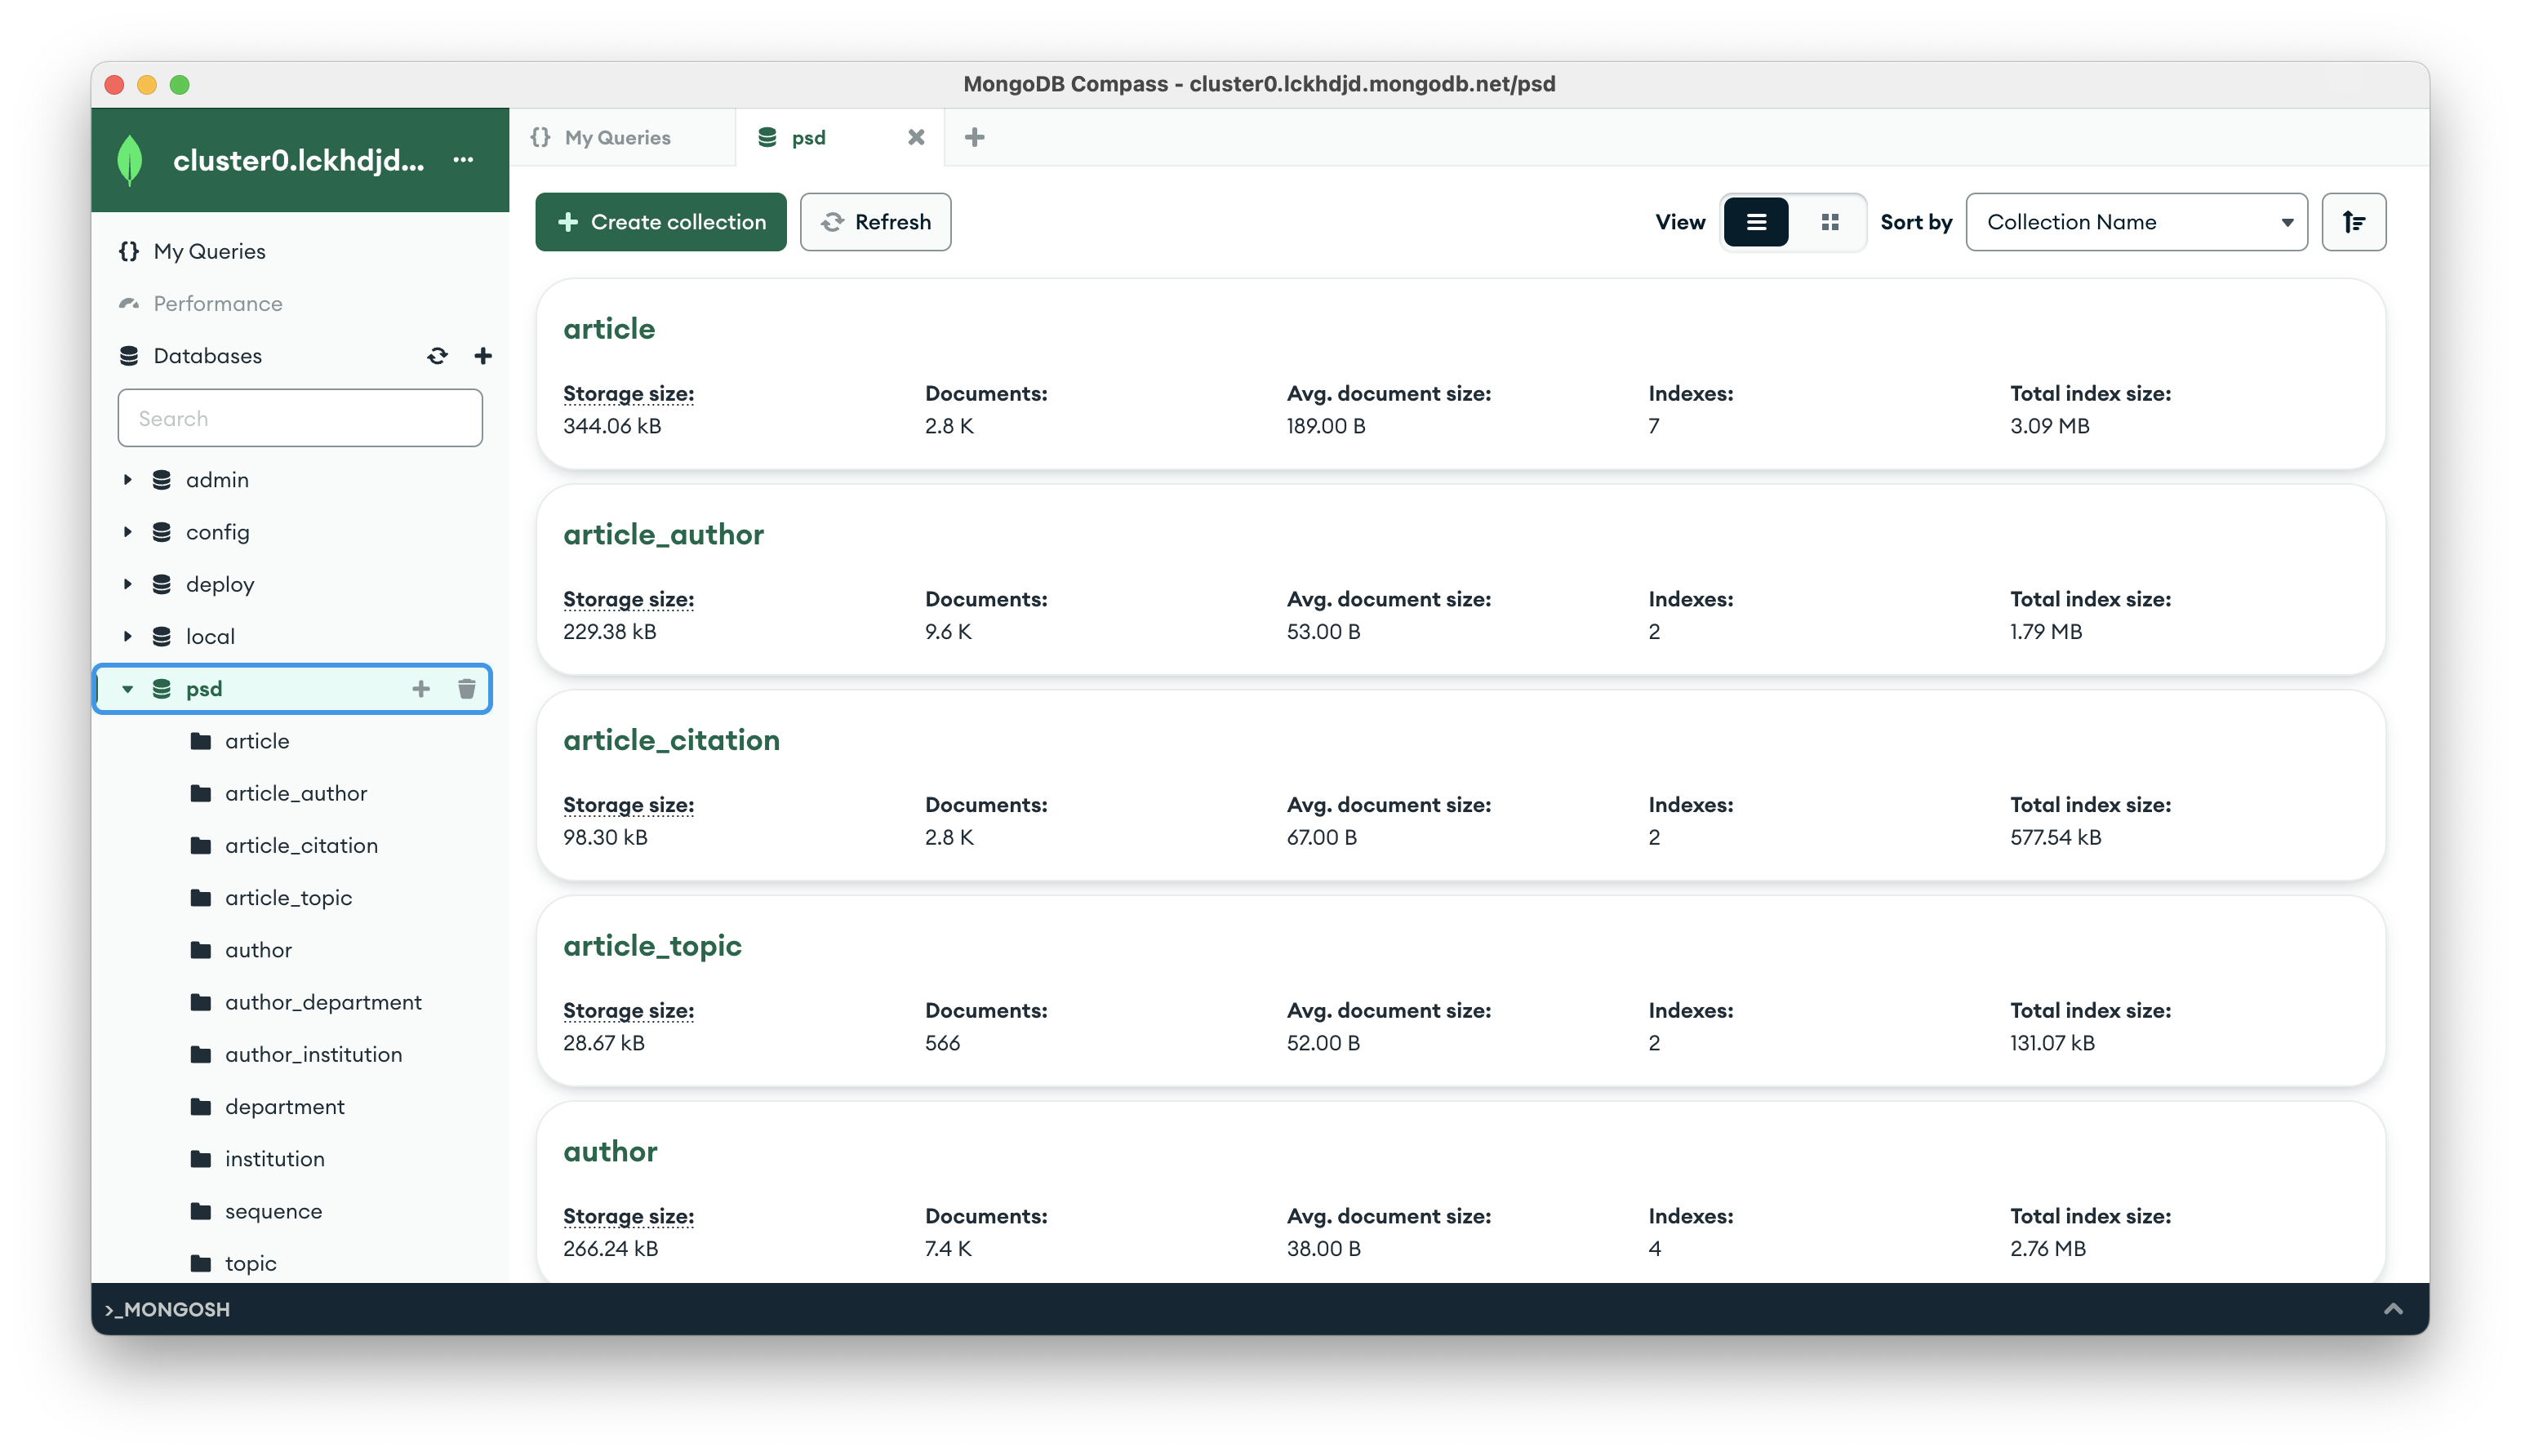 MongoDB Compass - cluster0.lckhdjd.mongodb.net/psd
cluster0.lckhdjd...
My Queries
Performance
Databases
Search
admin
config
deploy
local
psd
article
article_author
article_citation
article_topic
author
author_department
author_institution
department
institution
sequence
topic
My Queries
psd
Create collection
Refresh
View
Sort by
Collection Name
article
Storage size: Documents: Avg. document size: Indexes: Total index size:
344.06 kB 2.8 K 189.00 B 7 3.09 MB
article_author
Storage size: Documents: Avg. document size: Indexes: Total index size:
229.38 kB 9.6 K 53.00 B 2 1.79 MB
article_citation
Storage size: Documents: Avg. document size: Indexes: Total index size:
98.30 kB 2.8 K 67.00 B 2 577.54 kB
article_topic
Storage size: Documents: Avg. document size: Indexes: Total index size:
28.67 kB 566 52.00 B 2 131.07 kB
author
Storage size: Documents: Avg. document size: Indexes: Total index size:
266.24 kB 7.4 K 38.00 B 4 2.76 MB
>_MONGOSH